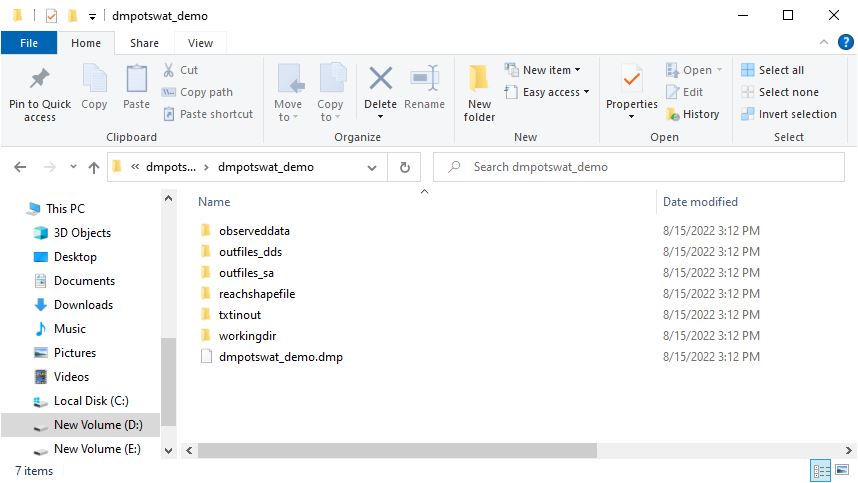 dmpotswat_demo
File Home Share View
Pin to Quick access
Copy
Paste
Cut
Copy path
Paste shortcut
Clipboard
Move to
Copy to
Delete
Rename
Organize
New folder
New item
Easy access
New
Properties
Open
Edit
History
Open
Select all
Select none
Invert selection
Select
« dmpots... > dmpotswat_demo
Search dmpotswat_demo
This PC
3D Objects
Desktop
Documents
Downloads
Music
Pictures
Videos
Local Disk (C:)
New Volume (D:)
New Volume (E:)
Name Date modified
observeddata 8/15/2022 3:12 PM
outfiles_dds 8/15/2022 3:12 PM
outfiles_sa 8/15/2022 3:12 PM
reachshapefile 8/15/2022 3:12 PM
txtinout 8/15/2022 3:12 PM
workingdir 8/15/2022 3:12 PM
dmpotswat_demo.dmp 8/15/2022 3:12 PM
7 items